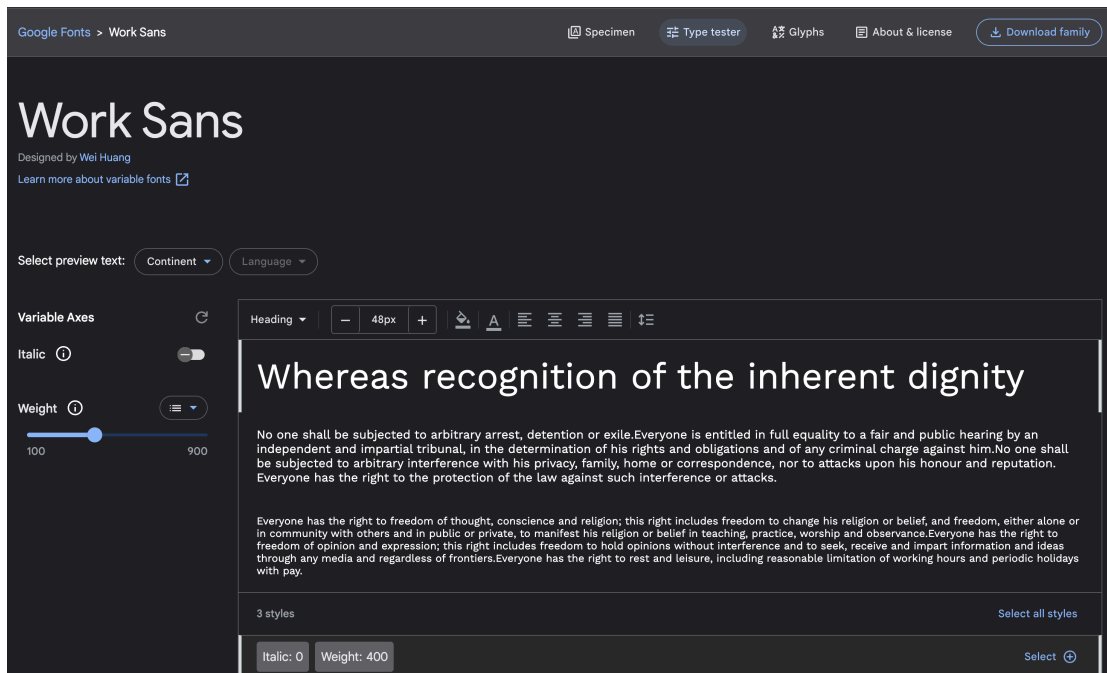 Google Fonts > Work Sans
Specimen
Type tester
Glyphs
About & license
Download family
Work Sans
Designed by Wei Huang
Learn more about variable fonts
Select preview text:
Continent
Language
Variable Axes
Italic
Weight
100
900
Heading
48px
Whereas recognition of the inherent dignity
No one shall be subjected to arbitrary arrest, detention or exile.Everyone is entitled in full equality to a fair and public hearing by an
independent and impartial tribunal, in the determination of his rights and obligations and of any criminal charge against him.No one shall
be subjected to arbitrary interference with his privacy, family, home or correspondence, nor to attacks upon his honour and reputation.
Everyone has the right to the protection of the law against such interference or attacks.
Everyone has the right to freedom of thought, conscience and religion; this right includes freedom to change his religion or belief, and freedom, either alone or
in community with others and in public or private, to manifest his religion or belief in teaching, practice, worship and observance.Everyone has the right to
freedom of opinion and expression; this right includes freedom to hold opinions without interference and to seek, receive and impart information and ideas
through any media and regardless of frontiers.Everyone has the right to rest and leisure, including reasonable limitation of working hours and periodic holidays
with pay.
3 styles
Select all styles
Italic: 0
Weight: 400
Select